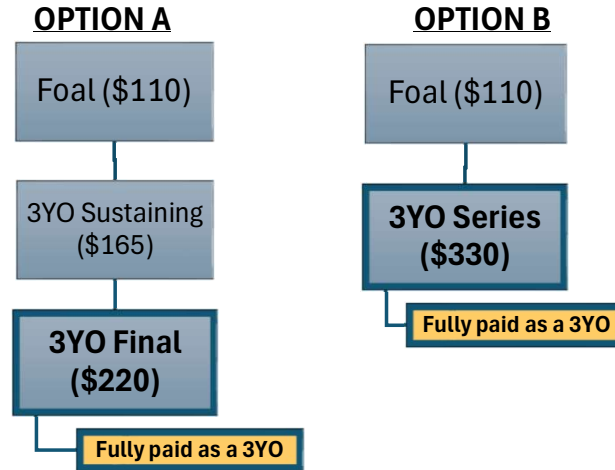 OPTION A
Foal ($110)
3YO Sustaining
($165)
3YO Final
($220)
Fully paid as a 3YO
OPTION B
Foal ($110)
3YO Series
($330)
Fully paid as a 3YO